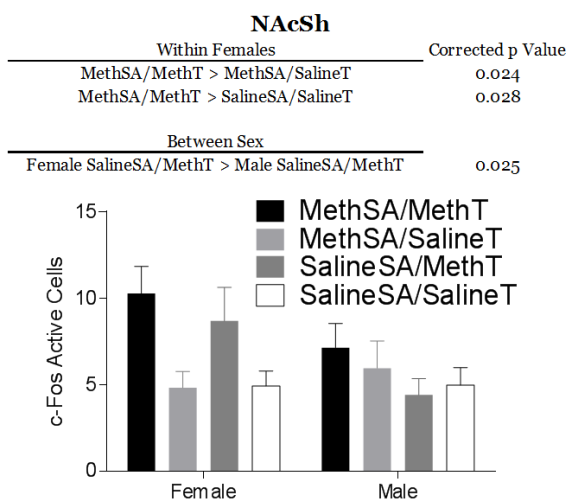 NAcSh
Within Females Corrected p Value
MethSA/MethT > MethSA/SalineT 0.024
MethSA/MethT > SalineSA/SalineT 0.028
Between Sex
Female SalineSA/MethT > Male SalineSA/MethT 0.025
15
10
5
0
c-Fos Active Cells
MethSA/MethT
MethSA/SalineT
SalineSA/MethT
SalineSA/SalineT
Female Male